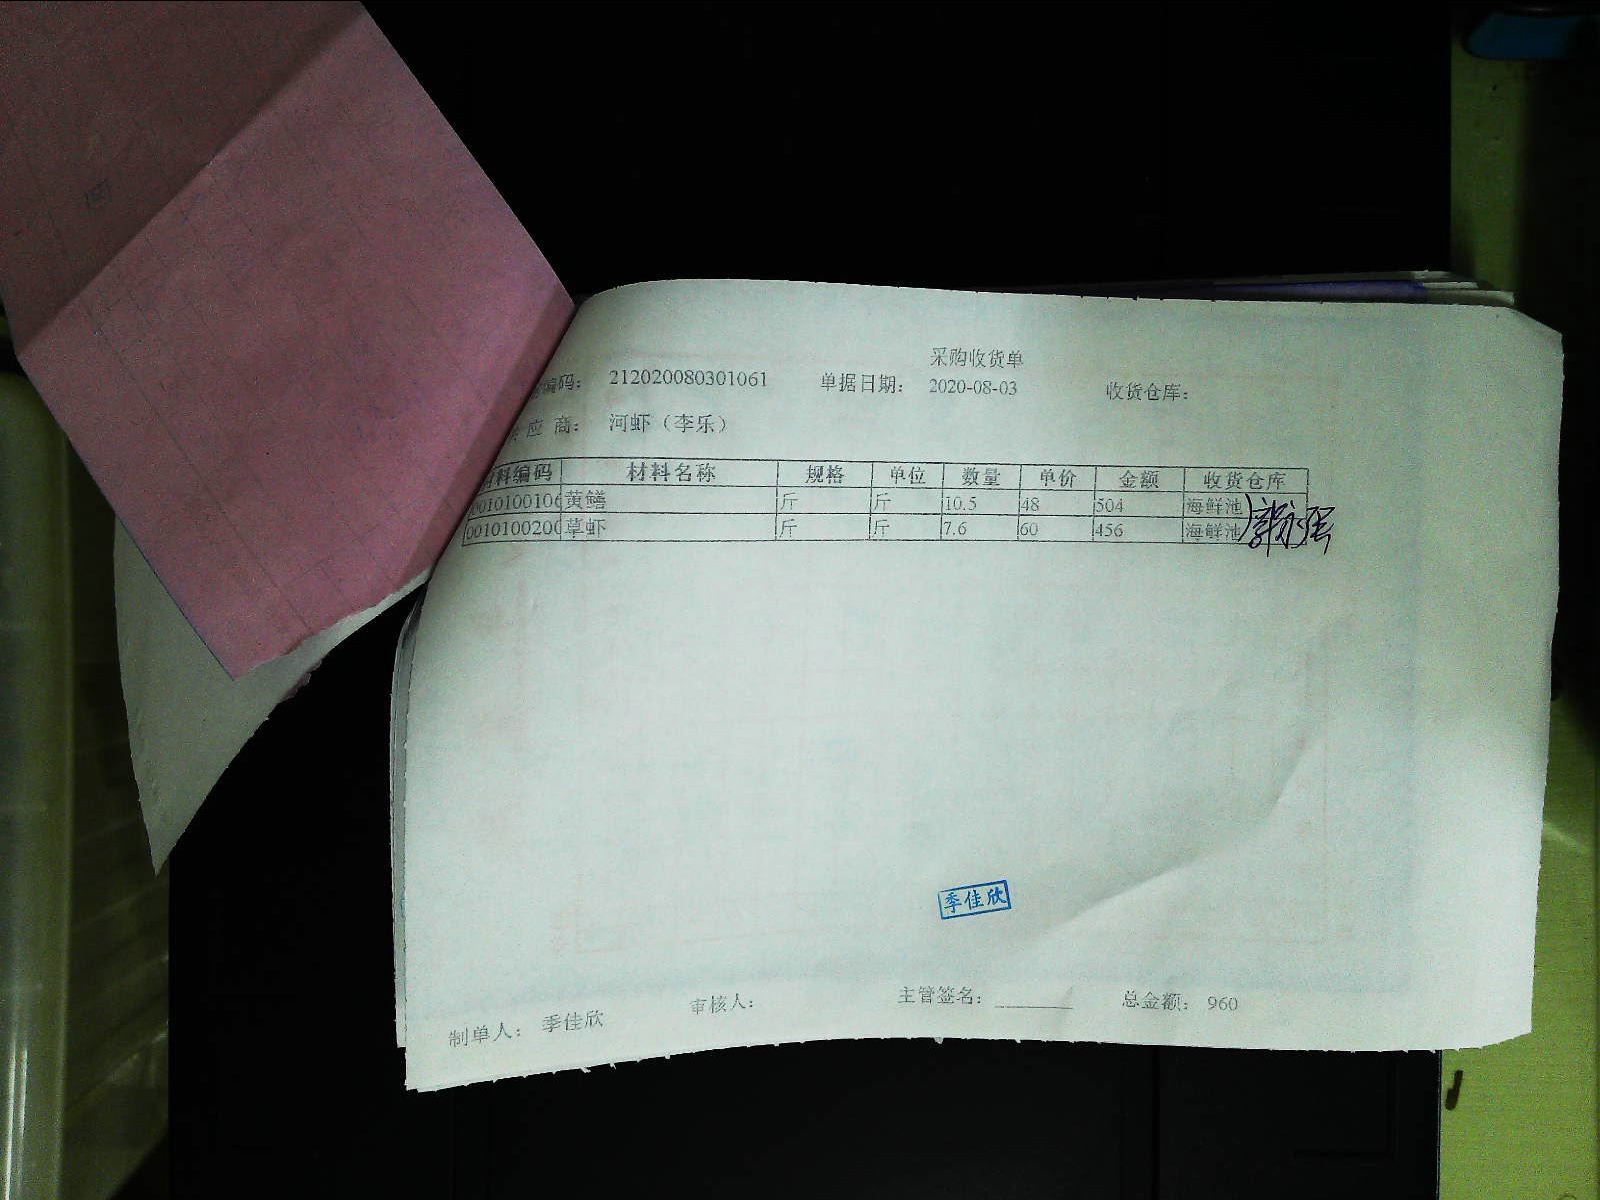 采购收货单
编码： 212020080301061 单据日期： 2020-08-03 收货仓库：
应 商： 河虾（李乐）
材料编码 材料名称 规格 单位 数量 单价 金额 收货仓库
0010100106 黄鳝 斤 斤 10.5 48 504 海鲜池
0010100200 草虾 斤 斤 7.6 60 456 海鲜池
季佳欣
制单人： 季佳欣 审核人： 主管签名： 总金额： 960